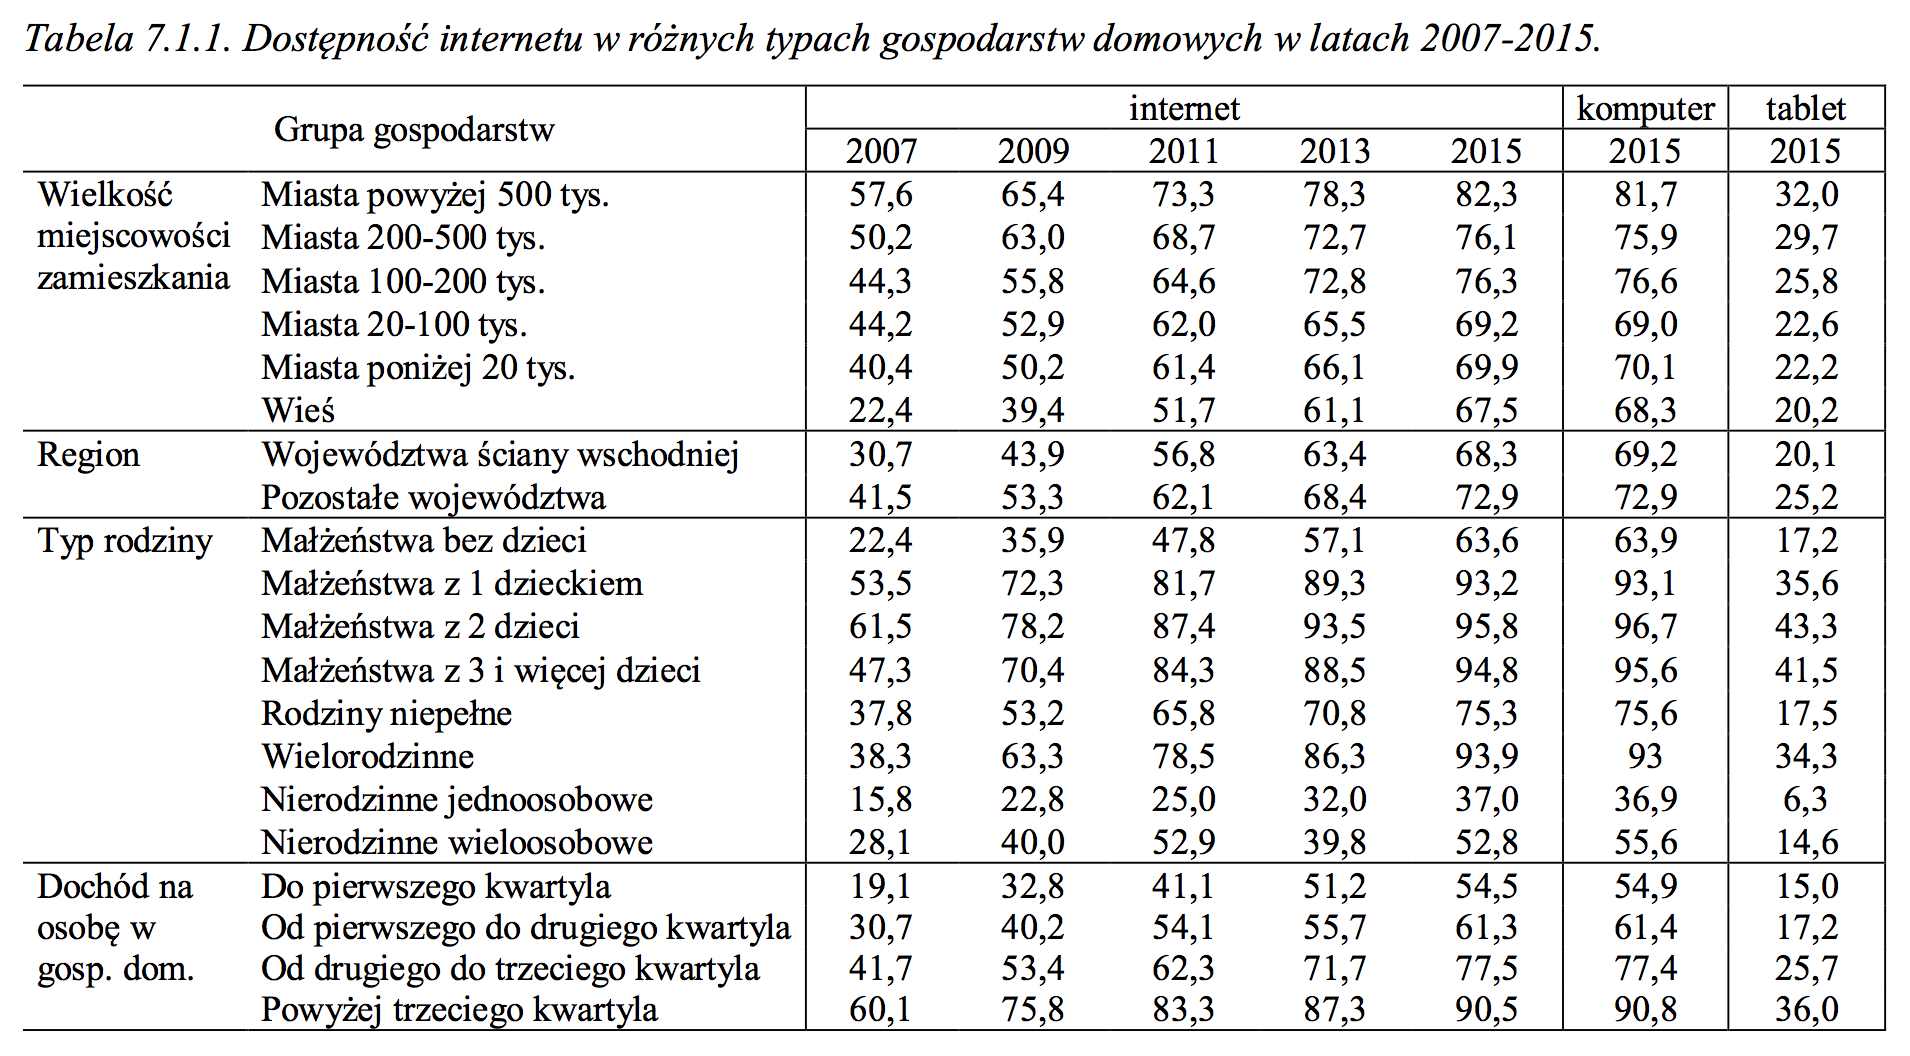 Tabela 7.1.1. Dostępność internetu w różnych typach gospodarstw domowych w latach 2007-2015.
Grupa gospodarstw internet komputer tablet
2007 2009 2011 2013 2015 2015 2015
Wielkość Miasta powyżej 500 tys. 57,6 65,4 73,3 78,3 82,3 81,7 32,0
miejscowości Miasta 200-500 tys. 50,2 63,0 68,7 72,7 76,1 75,9 29,7
zamieszkania Miasta 100-200 tys. 44,3 55,8 64,6 72,8 76,3 76,6 25,8
Miasta 20-100 tys. 44,2 52,9 62,0 65,5 69,2 69,0 22,6
Miasta poniżej 20 tys. 40,4 50,2 61,4 66,1 69,9 70,1 22,2
Wieś 22,4 39,4 51,7 61,1 67,5 68,3 20,2
Region Województwa ściany wschodniej 30,7 43,9 56,8 63,4 68,3 69,2 20,1
Pozostałe województwa 41,5 53,3 62,1 68,4 72,9 72,9 25,2
Typ rodziny Małżeństwa bez dzieci 22,4 35,9 47,8 57,1 63,6 63,9 17,2
Małżeństwa z 1 dzieckiem 53,5 72,3 81,7 89,3 93,2 93,1 35,6
Małżeństwa z 2 dzieci 61,5 78,2 87,4 93,5 95,8 96,7 43,3
Małżeństwa z 3 i więcej dzieci 47,3 70,4 84,3 88,5 94,8 95,6 41,5
Rodziny niepełne 37,8 53,2 65,8 70,8 75,3 75,6 17,5
Wielorodzinne 38,3 63,3 78,5 86,3 93,9 93 34,3
Nierodzinne jednoosobowe 15,8 22,8 25,0 32,0 37,0 36,9 6,3
Nierodzinne wieloosobowe 28,1 40,0 52,9 39,8 52,8 55,6 14,6
Dochód na Do pierwszego kwartyla 19,1 32,8 41,1 51,2 54,5 54,9 15,0
osobę w Od pierwszego do drugiego kwartyla 30,7 40,2 54,1 55,7 61,3 61,4 17,2
gosp. dom. Od drugiego do trzeciego kwartyla 41,7 53,4 62,3 71,7 77,5 77,4 25,7
Powyżej trzeciego kwartyla 60,1 75,8 83,3 87,3 90,5 90,8 36,0